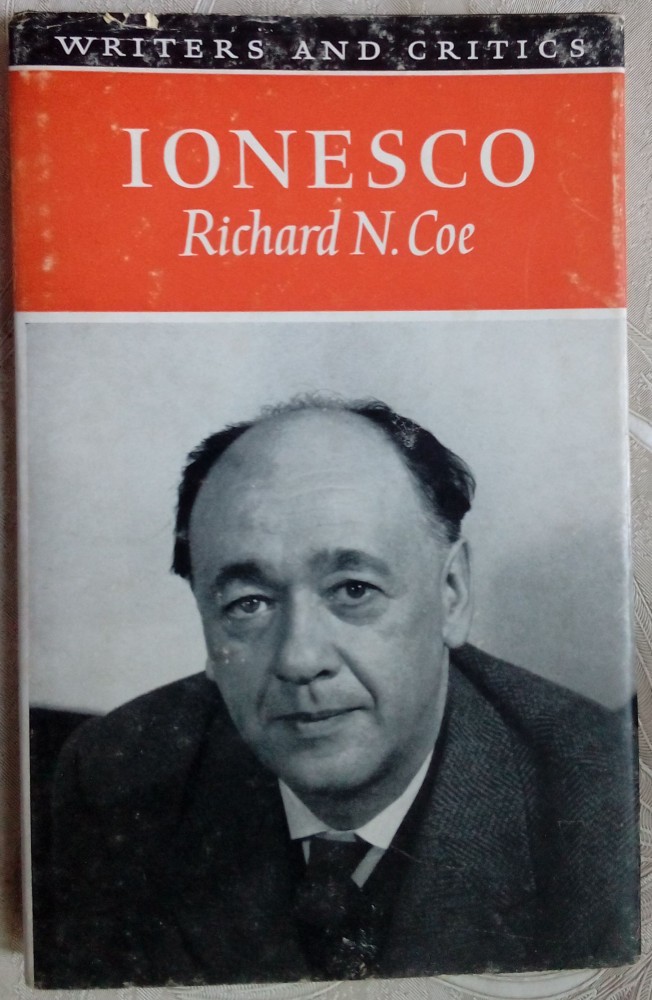 WRITERS AND CRITICS
IONESCO
Richard N. Coe